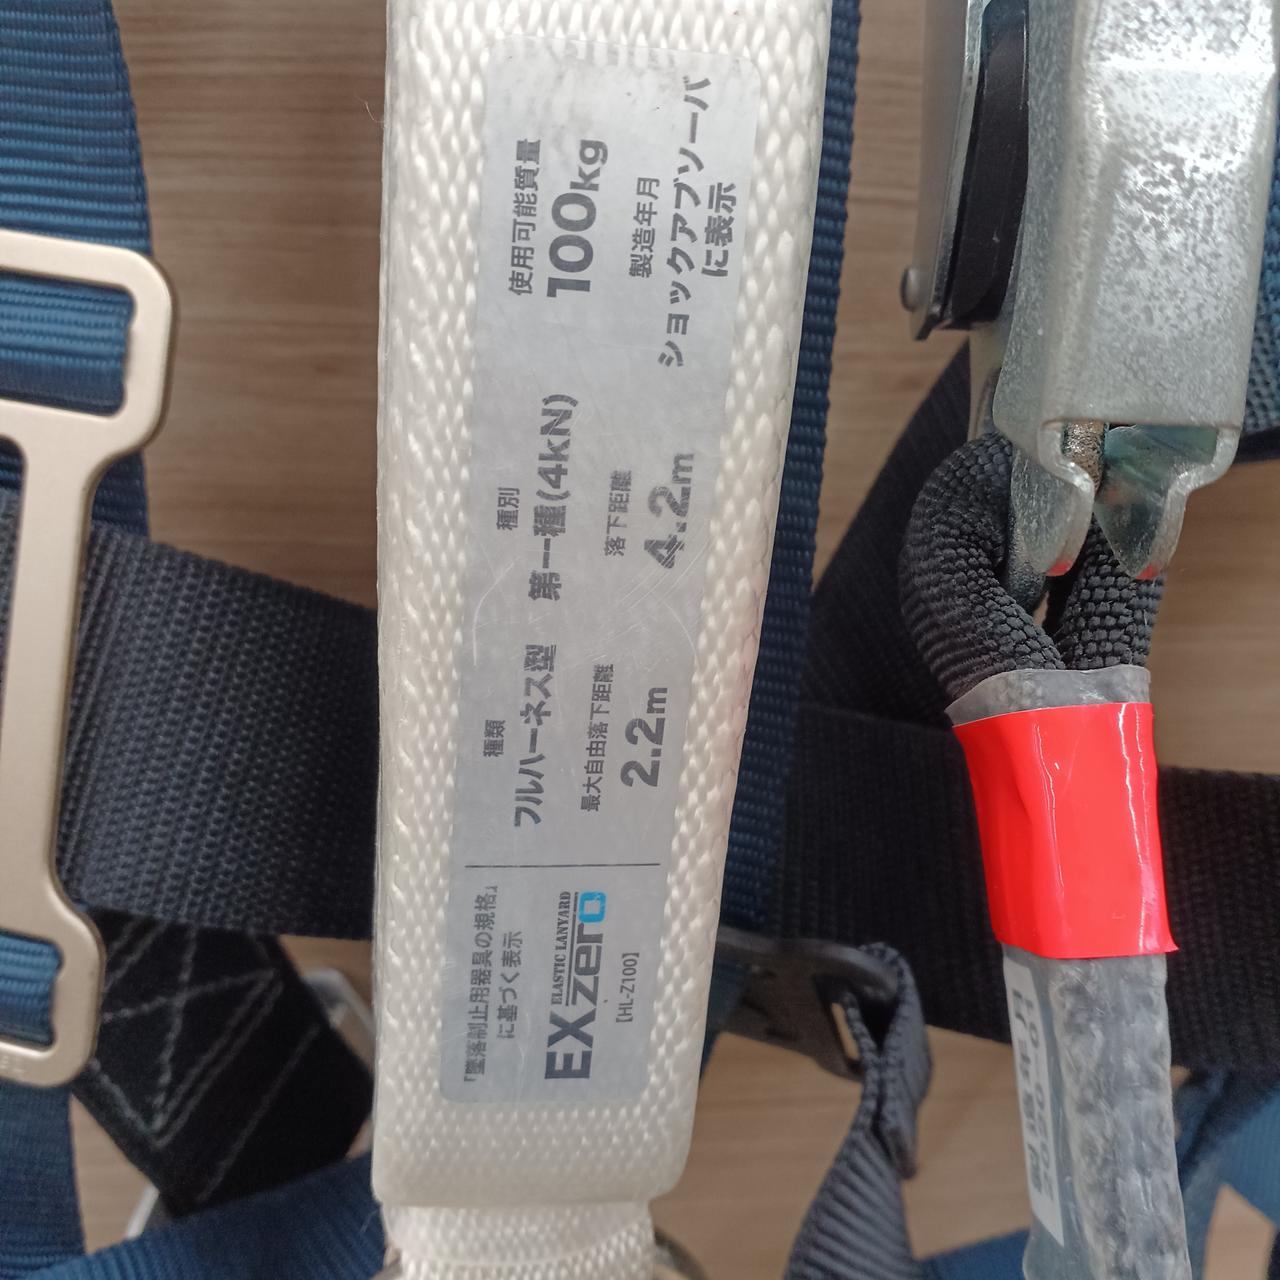 「墜落制止用器具の規格」
に基づく表示
EX zero
ELASTIC LANYARD
【HL-Z100】
種類
フルハーネス型
種別
第一種(4kN)
使用可能質量
100kg
最大自由落下距離
2.2m
落下距離
4.2m
製造年月
ショックアブソーバ
に表示